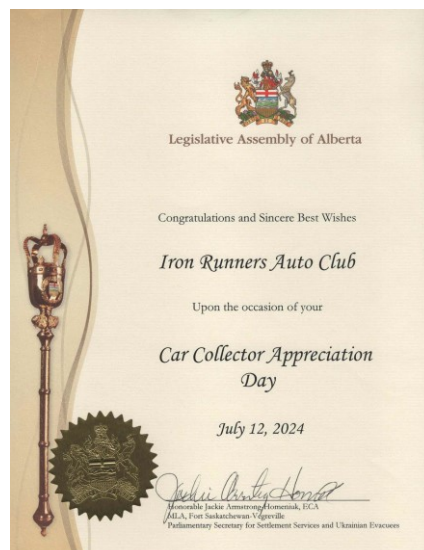 Legislative Assembly of Alberta
Congratulations and Sincere Best Wishes
Iron Runners Auto Club
Upon the occasion of your
Car Collector Appreciation
Day
July 12, 2024
Honorable Jackie Armstrong-Homeniuk, ECA
MLA, Fort Saskatchewan-Vegreville
Parliamentary Secretary for Settlement Services and Ukrainian Evacuees